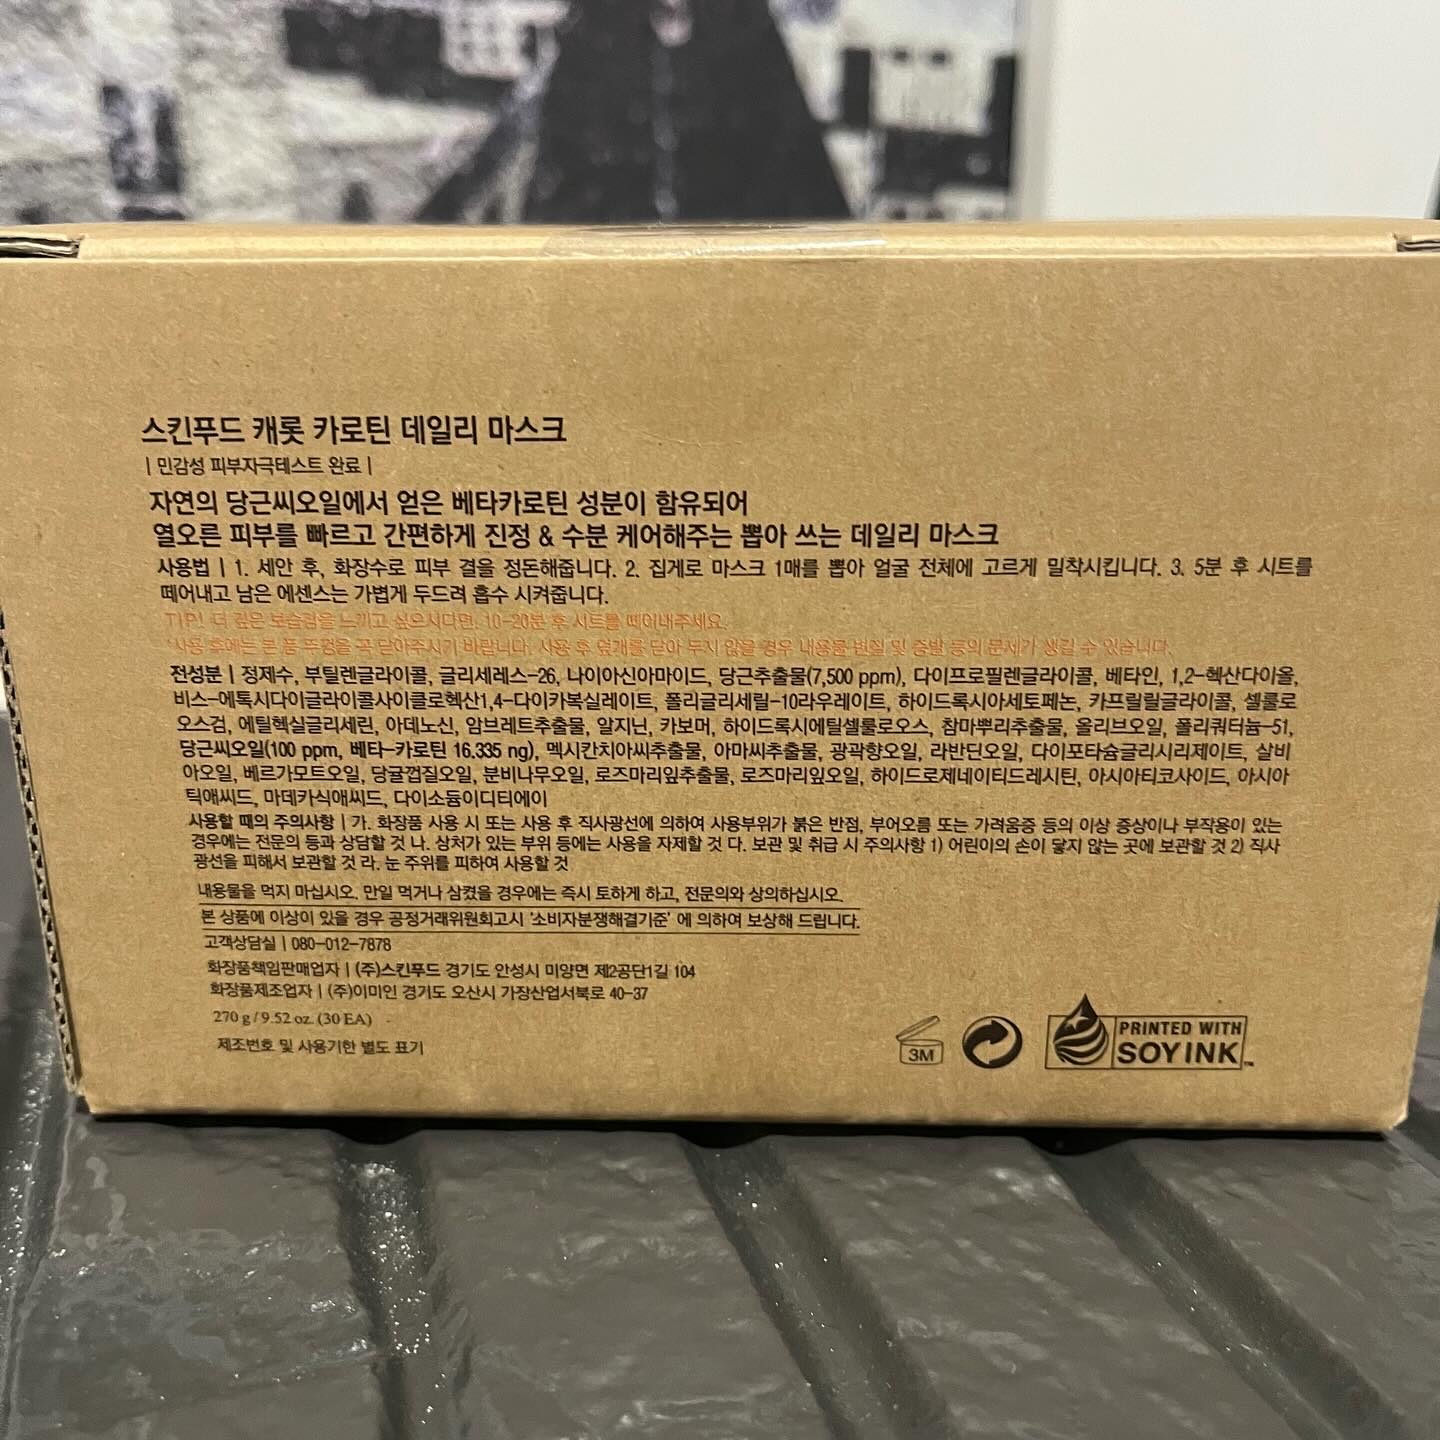 스킨푸드 캐롯 카로틴 데일리 마스크
| 민감성 피부자극테스트 완료 |
자연의 당근씨오일에서 얻은 베타카로틴 성분이 함유되어
열오른 피부를 빠르고 간편하게 진정 & 수분 케어해주는 뽑아 쓰는 데일리 마스크
사용법 | 1. 세안 후, 화장수로 피부 결을 정돈해줍니다. 2. 집게로 마스크 1매를 뽑아 얼굴 전체에 고르게 밀착시킵니다. 3. 5분 후 시트를
떼어내고 남은 에센스는 가볍게 두드려 흡수 시켜줍니다.
TIP! 더 깊은 보습감을 느끼고 싶으시다면, 10-20분 후 시트를 떼어내주세요.
*사용 후에는 본 품 뚜껑을 꼭 닫아주시기 바랍니다. 사용 후 덮개를 닫아 두지 않을 경우 내용물 변질 및 증발 등의 문제가 생길 수 있습니다.
전성분 | 정제수, 부틸렌글라이콜, 글리세레스-26, 나이아신아마이드, 당근추출물(7,500 ppm), 다이프로필렌글라이콜, 베타인, 1,2-헥산다이올,
비스-에톡시다이글라이콜사이클로헥산1,4-다이카복실레이트, 폴리글리세릴-10라우레이트, 하이드록시아세토페논, 카프릴릴글라이콜, 셀룰로
오스검, 에틸헥실글리세린, 아데노신, 암브레트추출물, 알지닌, 카보머, 하이드록시에틸셀룰로오스, 참마뿌리추출물, 올리브오일, 폴리쿼터늄-51,
당근씨오일(100 ppm, 베타-카로틴 16.335 ng), 멕시칸치아씨추출물, 아마씨추출물, 광곽향오일, 라반딘오일, 다이포타슘글리시리제이트, 살비
아오일, 베르가모트오일, 당귤껍질오일, 분비나무오일, 로즈마리잎추출물, 로즈마리잎오일, 하이드로제네이티드레시틴, 아시아티코사이드, 아시아
틱애씨드, 마데카식애씨드, 다이소듐이디티에이
사용할 때의 주의사항 | 가. 화장품 사용 시 또는 사용 후 직사광선에 의하여 사용부위가 붉은 반점, 부어오름 또는 가려움증 등의 이상 증상이나 부작용이 있는
경우에는 전문의 등과 상담할 것 나. 상처가 있는 부위 등에는 사용을 자제할 것 다. 보관 및 취급 시 주의사항 1) 어린이의 손이 닿지 않는 곳에 보관할 것 2) 직사
광선을 피해서 보관할 것 라. 눈 주위를 피하여 사용할 것
내용물을 먹지 마십시오. 만일 먹거나 삼켰을 경우에는 즉시 토하게 하고, 전문의와 상의하십시오.
본 상품에 이상이 있을 경우 공정거래위원회고시 '소비자분쟁해결기준' 에 의하여 보상해 드립니다.
고객상담실 | 080-012-7878
화장품책임판매업자 | (주)스킨푸드 경기도 안성시 미양면 제2공단1길 104
화장품제조업자 | (주)이미인 경기도 오산시 가장산업서북로 40-37
270 g / 9.52 oz. (30 EA)
제조번호 및 사용기한 별도 표기
3M
PRINTED WITH
SOY INK™